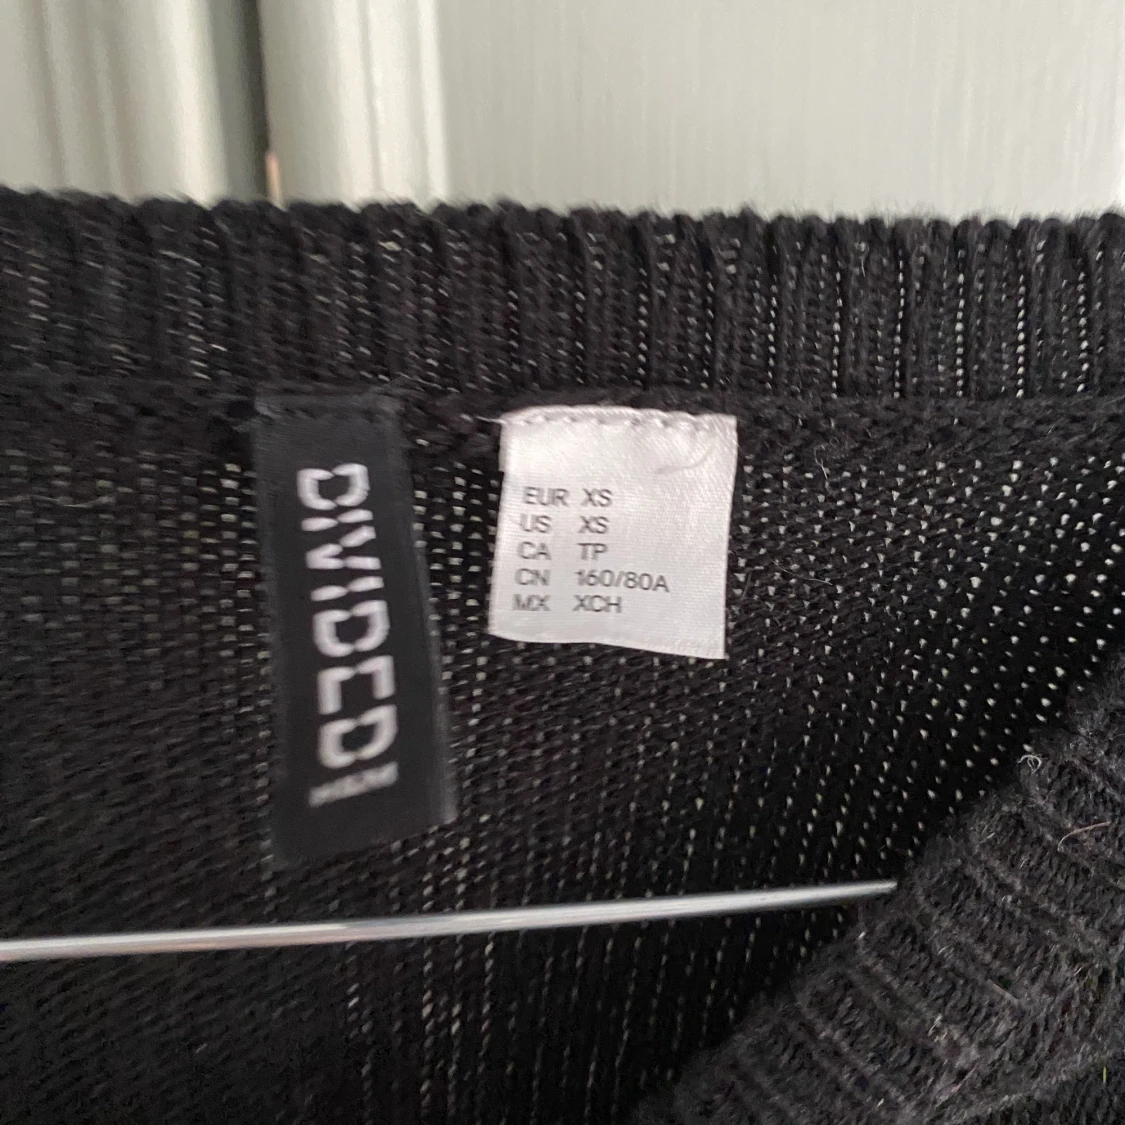 DIVIDED
H&M
EUR XS
US XS
CA TP
CN 160/80A
MX XCH